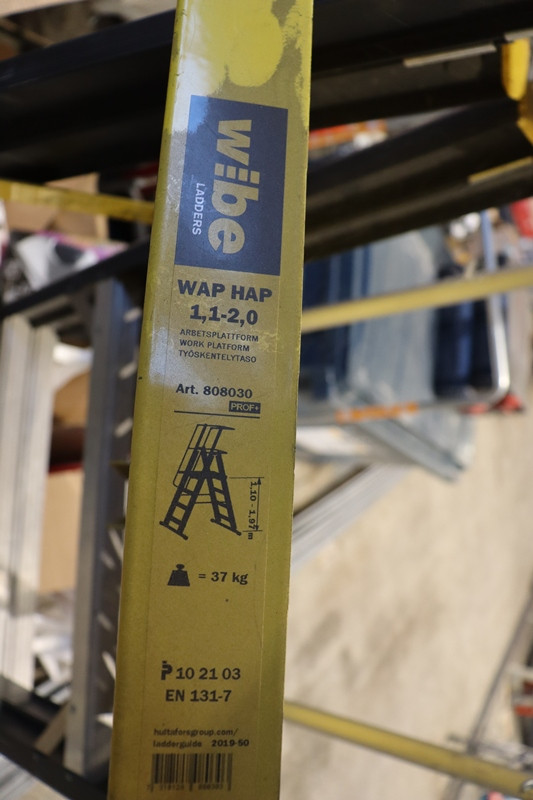 wibe
LADDERS
WAP HAP
1,1-2,0
ARBETSPLATTFORM
WORK PLATFORM
TYÖSKENTELYTASO
Art. 808030
PROF+
1,10 - 1,97 m
= 37 kg
P 10 21 03
EN 131-7
hultaforsgroup.com/
ladderguide 2019-50